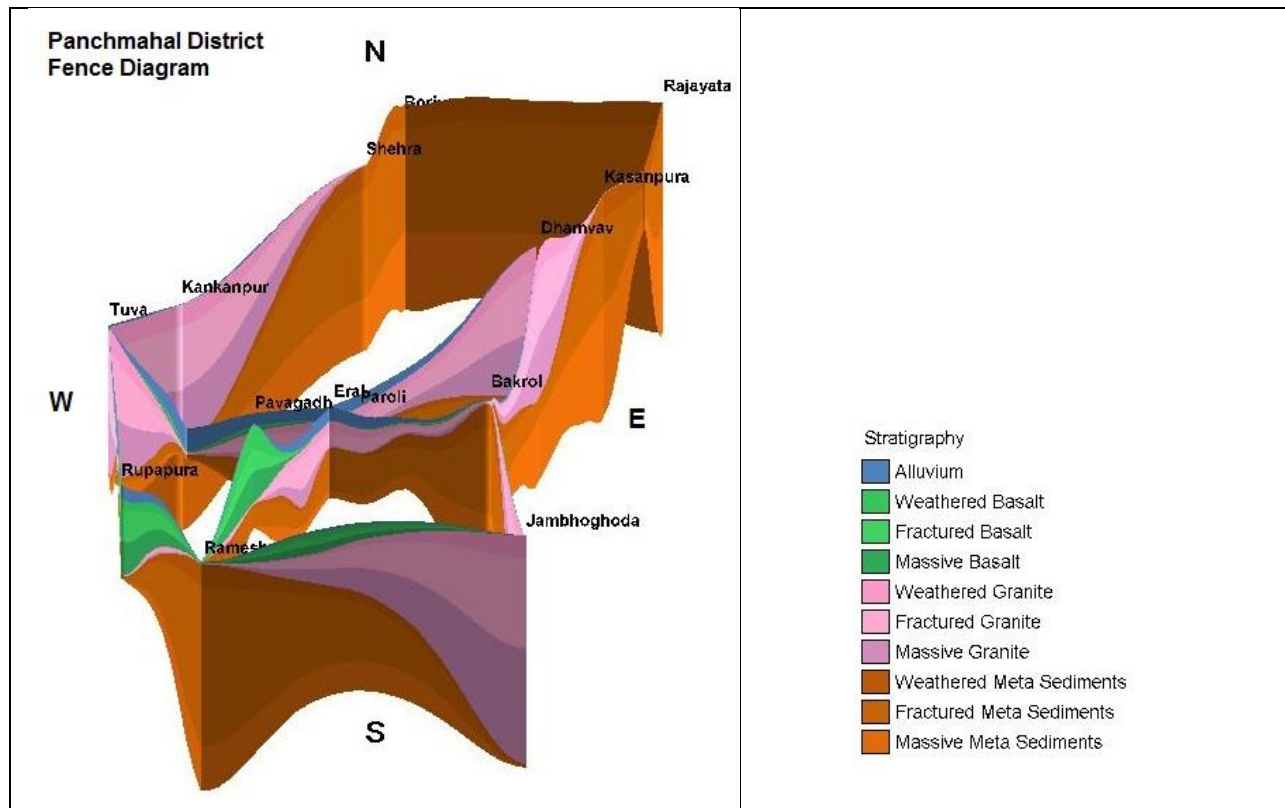 Panchmahal District
Fence Diagram
N
Rajayata
Shehra
Kasanpura
Dhamvav
Kankanpur
Tuva
Bakrol
W
Pavagadh
Paroli
E
Rupapura
Jambhoghoda
S
Stratigraphy
Alluvium
Weathered Basalt
Fractured Basalt
Massive Basalt
Weathered Granite
Fractured Granite
Massive Granite
Weathered Meta Sediments
Fractured Meta Sediments
Massive Meta Sediments